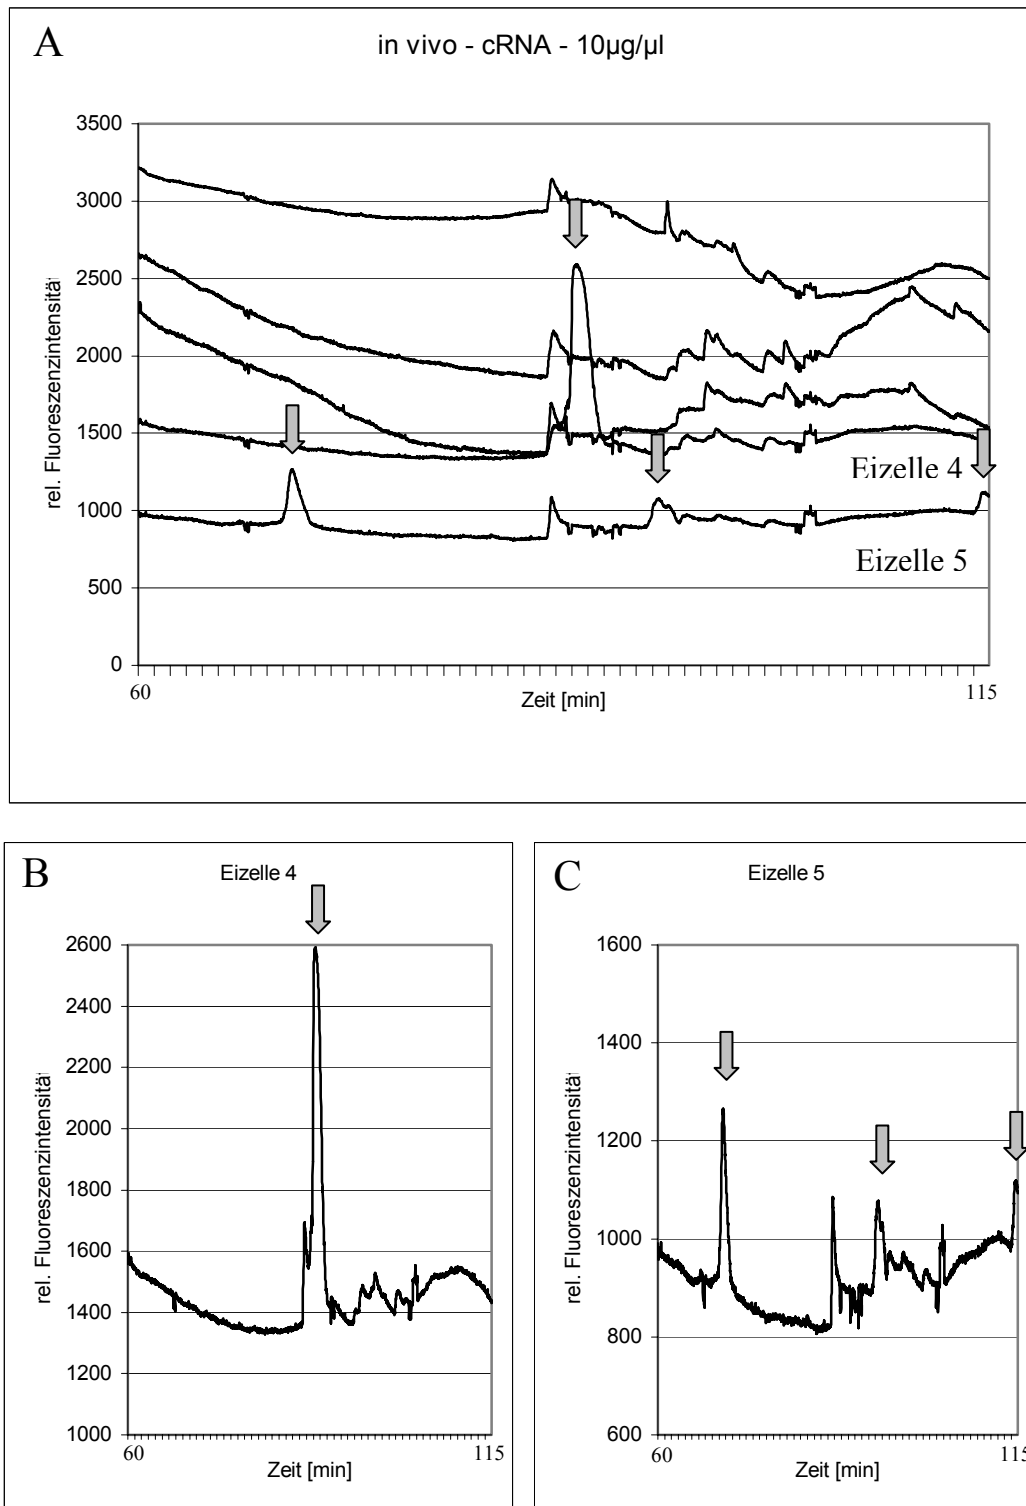 A
in vivo - cRNA - 10µg/µl
rel. Fluoreszenzintensität
3500
3000
2500
2000
1500
1000
500
0
Eizelle 4
Eizelle 5
60
115
Zeit [min]
B
Eizelle 4
rel. Fluoreszenzintensität
2600
2400
2200
2000
1800
1600
1400
1200
1000
60
115
Zeit [min]
C
Eizelle 5
rel. Fluoreszenzintensität
1600
1400
1200
1000
800
600
60
115
Zeit [min]